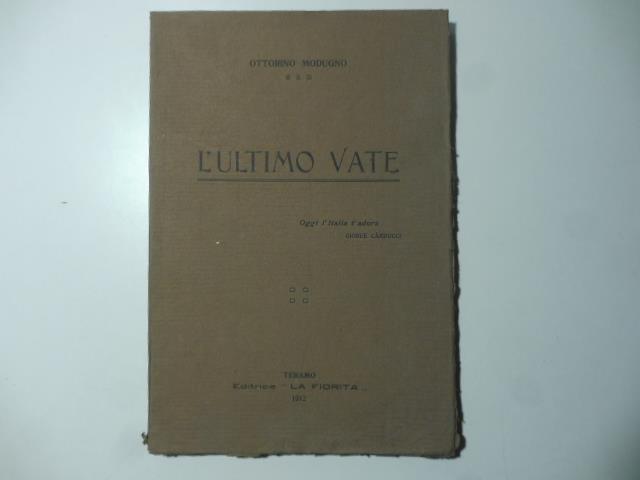 OTTORINO MODUGNO
L'ULTIMO VATE
Oggi l'Italia t'adora
GIOSUÈ CARDUCCI
TERAMO
Editrice "LA FIORITA„
1912